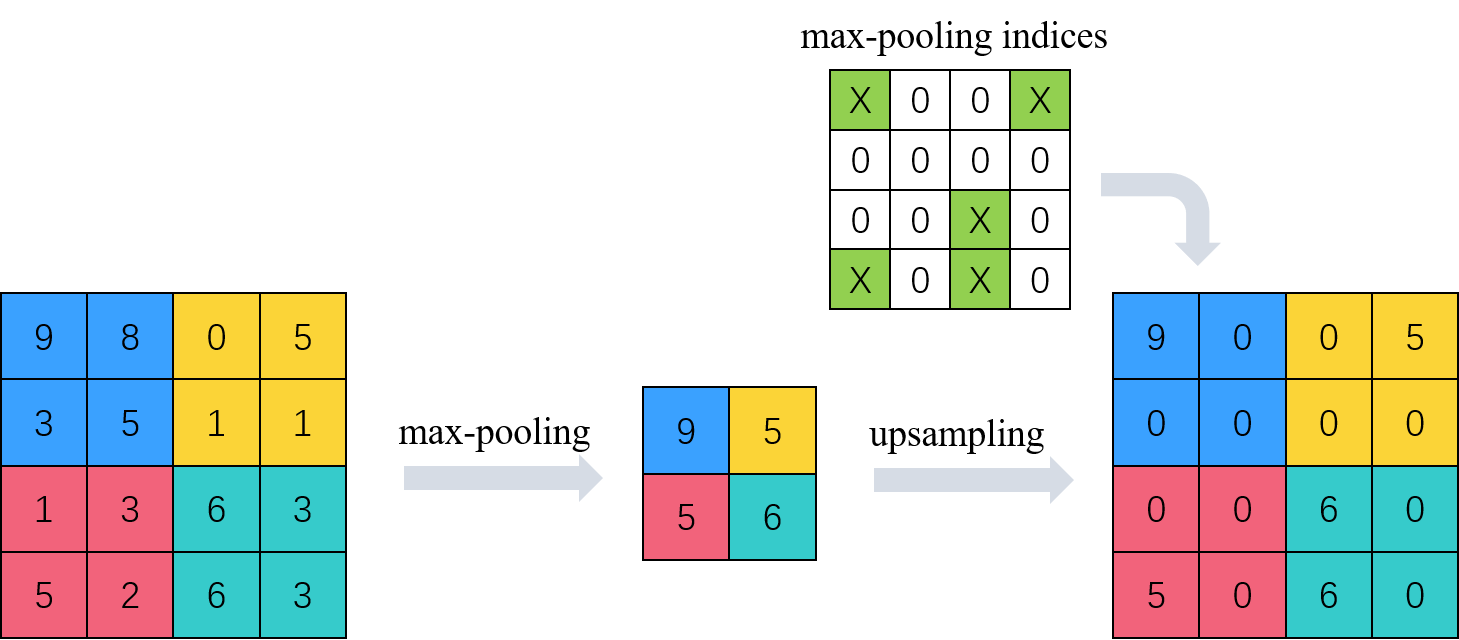 max-pooling indices
X 0 0 X
0 0 0 0
0 0 X 0
X 0 X 0
9 8 0 5
3 5 1 1
1 3 6 3
5 2 6 3
max-pooling
9 5
5 6
upsampling
9 0 0 5
0 0 0 0
0 0 6 0
5 0 6 0